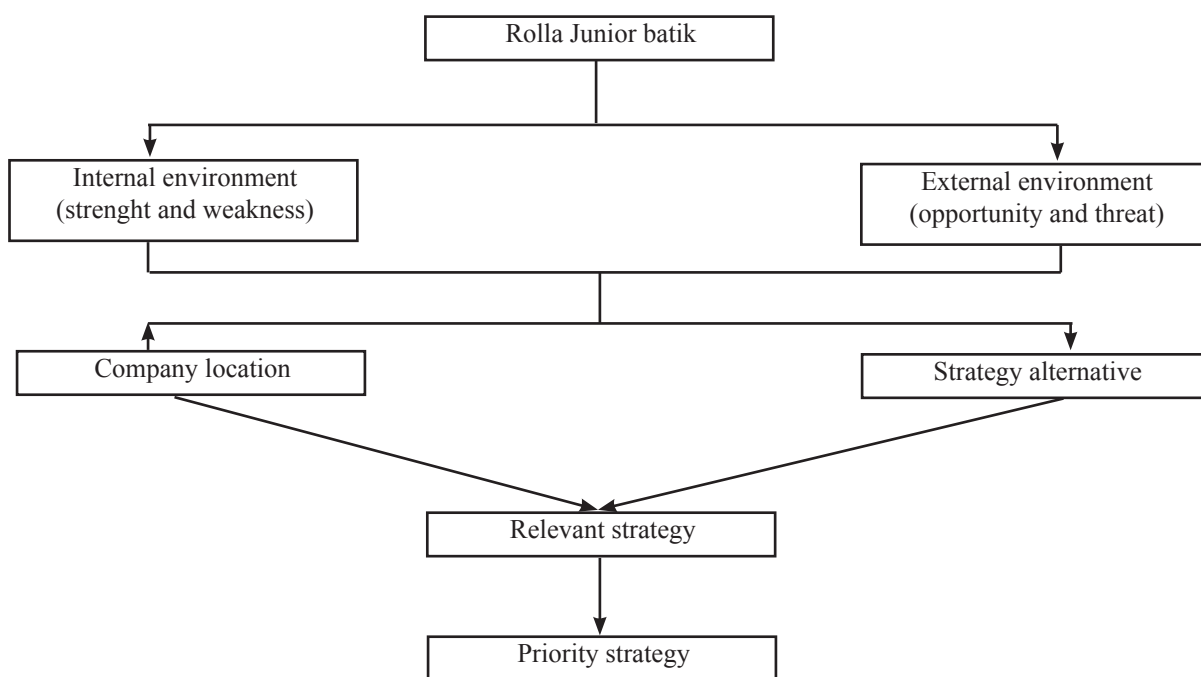 Rolla Junior batik
Internal environment
(strenght and weakness)
External environment
(opportunity and threat)
Company location
Strategy alternative
Relevant strategy
Priority strategy